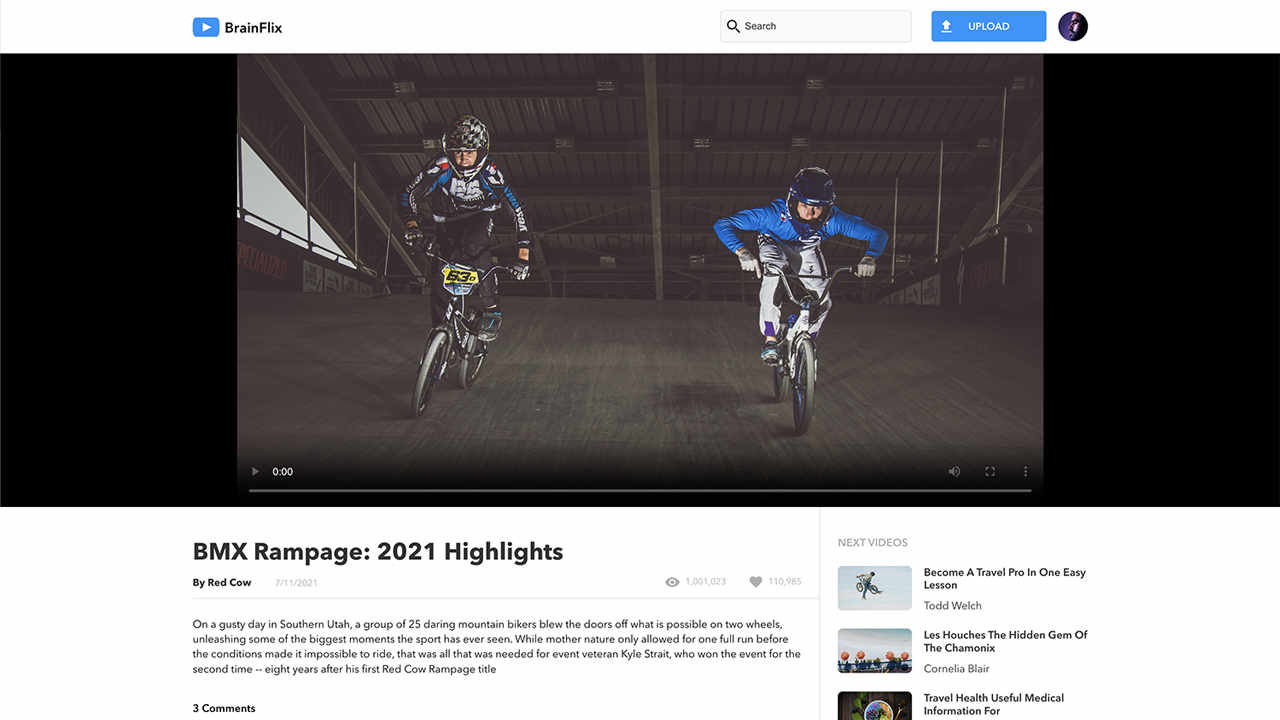 BrainFlix
Search
UPLOAD
SPECIALIZED
530
0:00
BMX Rampage: 2021 Highlights
By Red Cow
7/11/2021
1,001,023
110,985
On a gusty day in Southern Utah, a group of 25 daring mountain bikers blew the doors off what is possible on two wheels,
unleashing some of the biggest moments the sport has ever seen. While mother nature only allowed for one full run before
the conditions made it impossible to ride, that was all that was needed for event veteran Kyle Strait, who won the event for the
second time -- eight years after his first Red Cow Rampage title
3 Comments
NEXT VIDEOS
Become A Travel Pro In One Easy
Lesson
Todd Welch
Les Houches The Hidden Gem Of
The Chamonix
Cornelia Blair
Travel Health Useful Medical
Information For